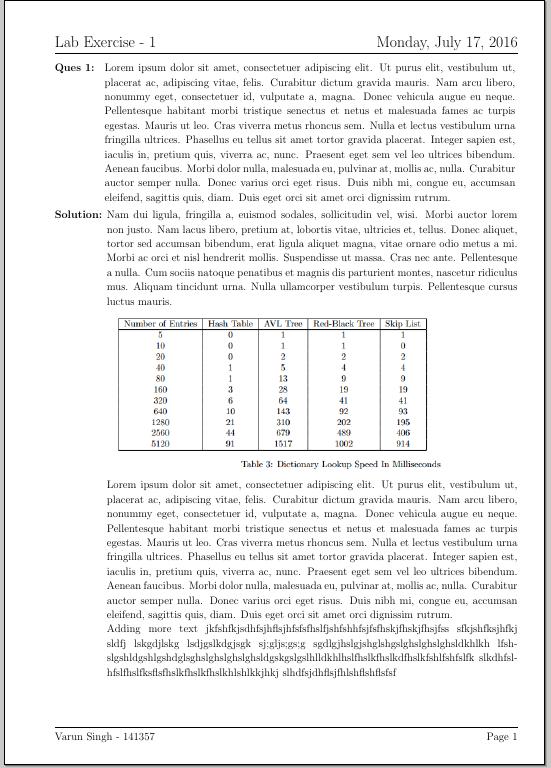 Lab Exercise - 1 Monday, July 17, 2016
Ques 1: Lorem ipsum dolor sit amet, consectetuer adipiscing elit. Ut purus elit, vestibulum ut,
placerat ac, adipiscing vitae, felis. Curabitur dictum gravida mauris. Nam arcu libero,
nonummy eget, consectetuer id, vulputate a, magna. Donec vehicula augue eu neque.
Pellentesque habitant morbi tristique senectus et netus et malesuada fames ac turpis
egestas. Mauris ut leo. Cras viverra metus rhoncus sem. Nulla et lectus vestibulum urna
fringilla ultrices. Phasellus eu tellus sit amet tortor gravida placerat. Integer sapien est,
iaculis in, pretium quis, viverra ac, nunc. Praesent eget sem vel leo ultrices bibendum.
Aenean faucibus. Morbi dolor nulla, malesuada eu, pulvinar at, mollis ac, nulla. Curabitur
auctor semper nulla. Donec varius orci eget risus. Duis nibh mi, congue eu, accumsan
eleifend, sagittis quis, diam. Duis eget orci sit amet orci dignissim rutrum.
Solution: Nam dui ligula, fringilla a, euismod sodales, sollicitudin vel, wisi. Morbi auctor lorem
non justo. Nam lacus libero, pretium at, lobortis vitae, ultricies et, tellus. Donec aliquet,
tortor sed accumsan bibendum, erat ligula aliquet magna, vitae ornare odio metus a mi.
Morbi ac orci et nisl hendrerit mollis. Suspendisse ut massa. Cras nec ante. Pellentesque
a nulla. Cum sociis natoque penatibus et magnis dis parturient montes, nascetur ridiculus
mus. Aliquam tincidunt urna. Nulla ullamcorper vestibulum turpis. Pellentesque cursus
luctus mauris.
Number of Entries Hash Table AVL Tree Red-Black Tree Skip List
5 0 1 1 1
10 0 1 1 0
20 0 2 2 2
40 1 5 4 4
80 1 13 9 9
160 3 28 19 19
320 6 64 41 41
640 10 143 92 93
1280 21 310 202 195
2560 44 679 489 406
5120 91 1517 1002 914
Table 3: Dictionary Lookup Speed In Milliseconds
Lorem ipsum dolor sit amet, consectetuer adipiscing elit. Ut purus elit, vestibulum ut,
placerat ac, adipiscing vitae, felis. Curabitur dictum gravida mauris. Nam arcu libero,
nonummy eget, consectetuer id, vulputate a, magna. Donec vehicula augue eu neque.
Pellentesque habitant morbi tristique senectus et netus et malesuada fames ac turpis
egestas. Mauris ut leo. Cras viverra metus rhoncus sem. Nulla et lectus vestibulum urna
fringilla ultrices. Phasellus eu tellus sit amet tortor gravida placerat. Integer sapien est,
iaculis in, pretium quis, viverra ac, nunc. Praesent eget sem vel leo ultrices bibendum.
Aenean faucibus. Morbi dolor nulla, malesuada eu, pulvinar at, mollis ac, nulla. Curabitur
auctor semper nulla. Donec varius orci eget risus. Duis nibh mi, congue eu, accumsan
eleifend, sagittis quis, diam. Duis eget orci sit amet orci dignissim rutrum.
Adding more text sfkjshfksjhfkj
sldfj lskgdjlskg lsdjgslkdgjsgk sj;gljs;gs;g lfsh-
Varun Singh - 141357 Page 1